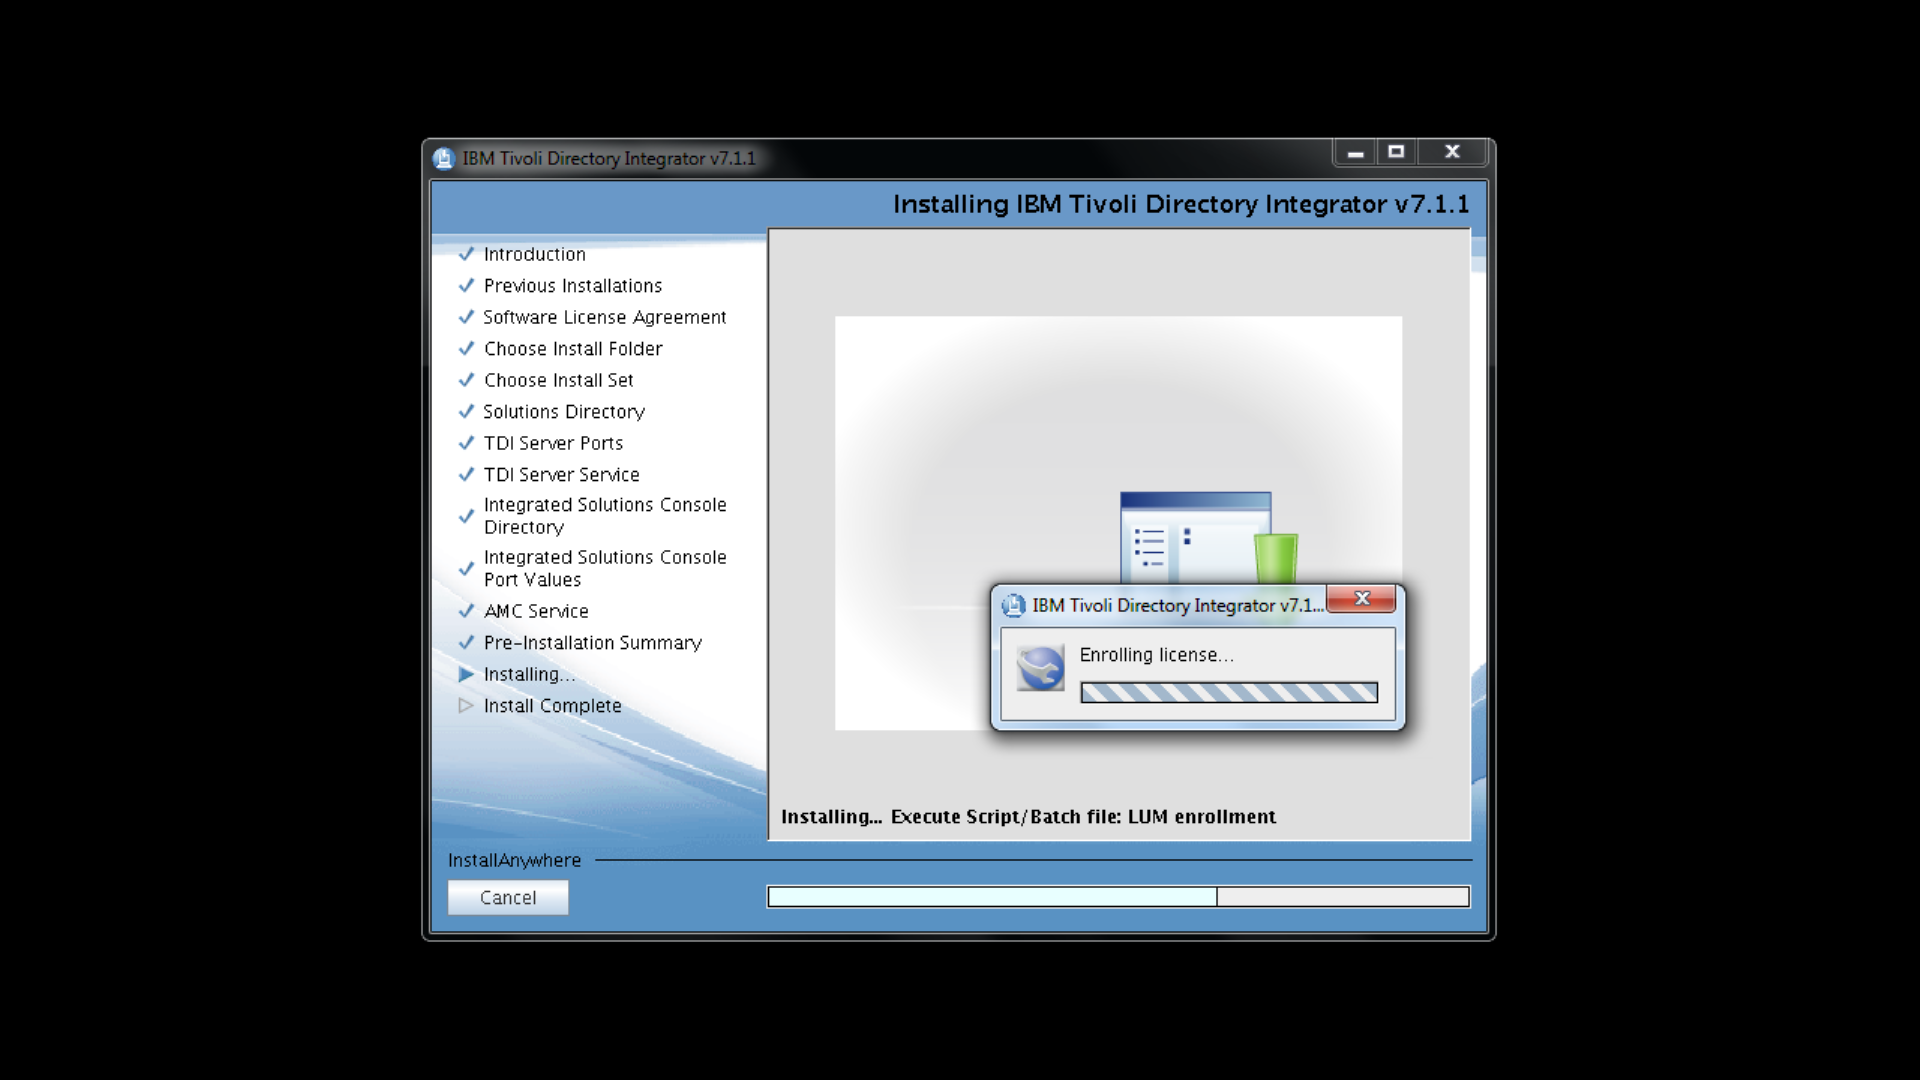 IBM Tivoli Directory Integrator v7.1.1
Installing IBM Tivoli Directory Integrator v7.1.1
Introduction
Previous Installations
Software License Agreement
Choose Install Folder
Choose Install Set
Solutions Directory
TDI Server Ports
TDI Server Service
Integrated Solutions Console
Directory
Integrated Solutions Console
Port Values
AMC Service
Pre-Installation Summary
Installing...
Install Complete
IBM Tivoli Directory Integrator v7.1...
Enrolling license...
Installing... Execute Script/Batch file: LUM enrollment
InstallAnywhere
Cancel